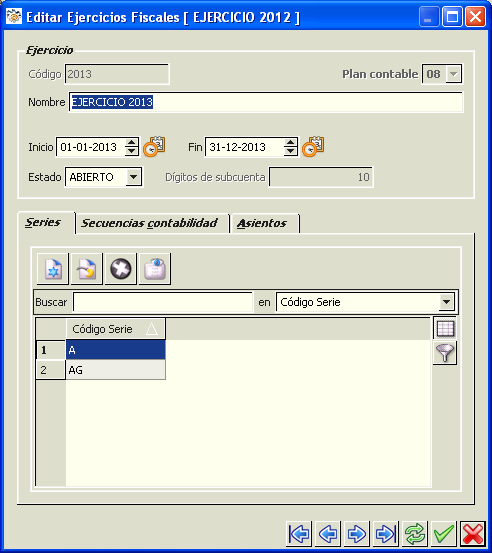 Editar Ejercicios Fiscales [ EJERCICIO 2012 ]
Ejercicio
Código 2013 Plan contable 08
Nombre EJERCICIO 2013
Inicio 01-01-2013 Fin 31-12-2013
Estado ABIERTO Dígitos de subcuenta 10
Series Secuencias contabilidad Asientos
Buscar en Código Serie
Código Serie
1 A
2 AG